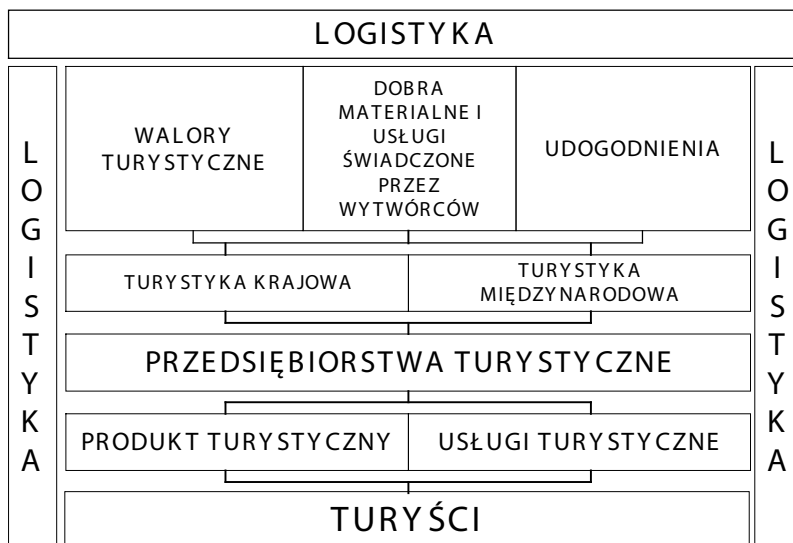 LOGISTYKA
L
O
G
I
S
T
Y
K
A
WALORY
TURYSTYCZNE
DOBRA
MATERIALNE I
USŁUGI
ŚWIADCZONE
PRZEZ
WYTWÓRCÓW
UDOGODNIENIA
TURYSTYKA KRAJOWA
TURYSTYKA
MIĘDZYNARODOWA
PRZEDSIĘBIORSTWA TURYSTYCZNE
PRODUKT TURYSTYCZNY
USŁUGI TURYSTYCZNE
TURYŚCI
L
O
G
I
S
T
Y
K
A